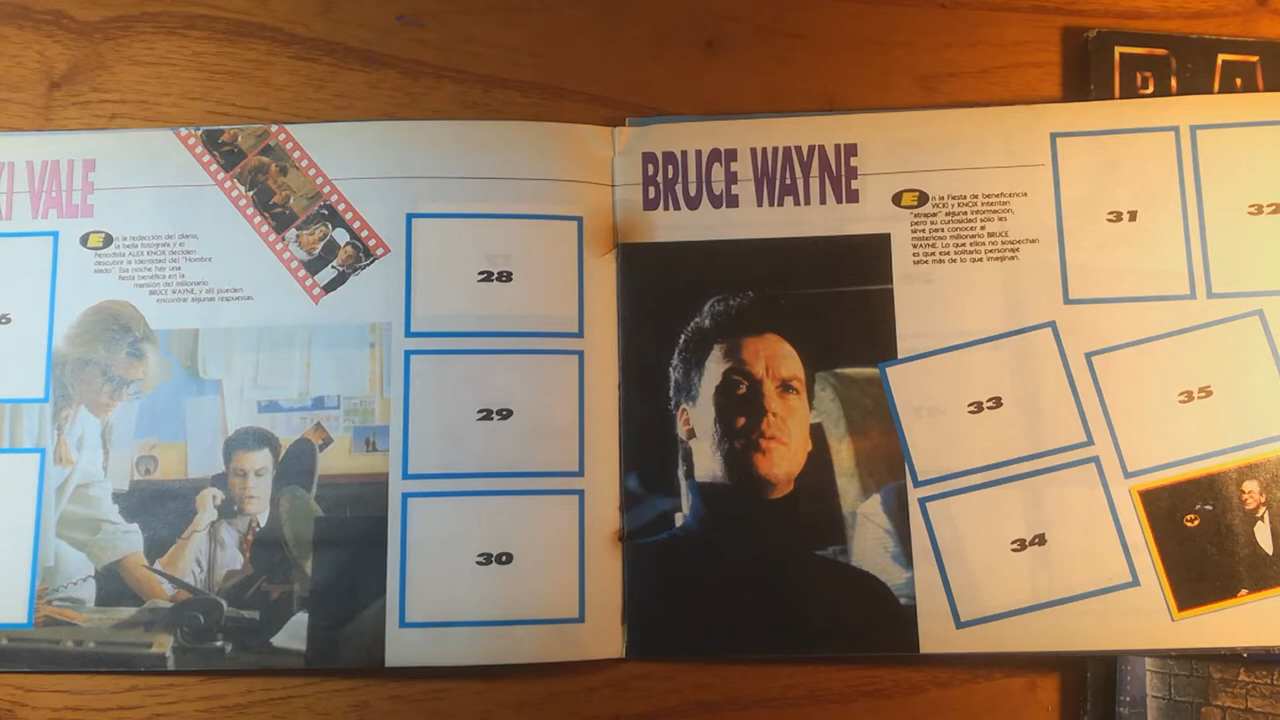 KI VALE
En la redacción del diario,
la bella fotógrafa y el
Periodista ALEX KNOX deciden
descubrir la identidad del "Hombre
alado". Esa noche hay una
fiesta benéfica en la
mansión del millonario
BRUCE WAYNE, y allí pueden
encontrar algunas respuestas.
6
28
29
30
BRUCE WAYNE
En la Fiesta de beneficencia
VICKI y KNOX intentan
"atrapar" alguna información,
pero su curiosidad sólo les
sirve para conocer al
misterioso millonario BRUCE
WAYNE. Lo que ellos no sospechan
es que ese solitario personaje
sabe más de lo que imaginan.
31
32
33
34
35
BA